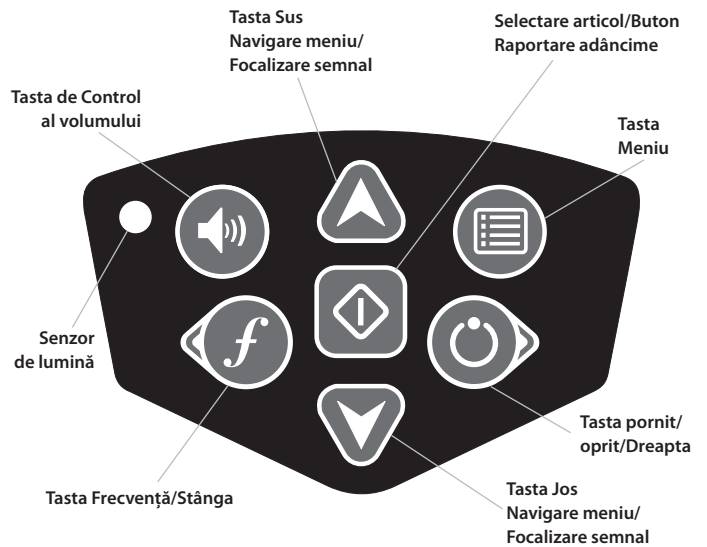 Tasta Sus
Navigare meniu/
Focalizare semnal
Selectare articol/Buton
Raportare adâncime
Tasta de Control
al volumului
Tasta
Meniu
f
Senzor
de lumină
Tasta pornit/
oprit/Dreapta
Tasta Frecvență/Stânga
Tasta Jos
Navigare meniu/
Focalizare semnal